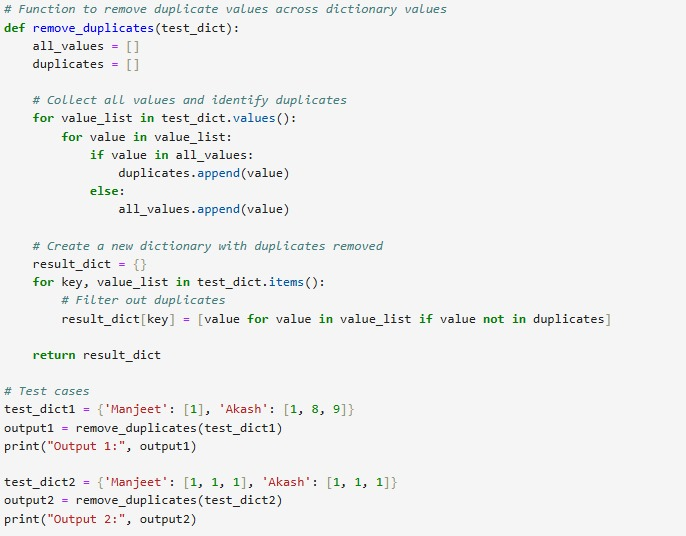 # Function to remove duplicate values across dictionary values
def remove_duplicates(test_dict):
    all_values = []
    duplicates = []

    # Collect all values and identify duplicates
    for value_list in test_dict.values():
        for value in value_list:
            if value in all_values:
                duplicates.append(value)
            else:
                all_values.append(value)

    # Create a new dictionary with duplicates removed
    result_dict = {}
    for key, value_list in test_dict.items():
        # Filter out duplicates
        result_dict[key] = [value for value in value_list if value not in duplicates]

    return result_dict

# Test cases
test_dict1 = {'Manjeet': [1], 'Akash': [1, 8, 9]}
output1 = remove_duplicates(test_dict1)
print("Output 1:", output1)

test_dict2 = {'Manjeet': [1, 1, 1], 'Akash': [1, 1, 1]}
output2 = remove_duplicates(test_dict2)
print("Output 2:", output2)